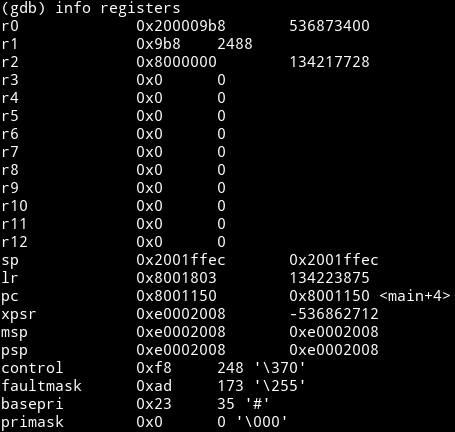 (gdb) info registers
r0 0x200009b8 536873400
r1 0x9b8 2488
r2 0x8000000 134217728
r3 0x0 0
r4 0x0 0
r5 0x0 0
r6 0x0 0
r7 0x0 0
r8 0x0 0
r9 0x0 0
r10 0x0 0
r11 0x0 0
r12 0x0 0
sp 0x2001ffec 0x2001ffec
lr 0x8001803 134223875
pc 0x8001150 0x8001150 <main+4>
xpsr 0xe0002008 -536862712
msp 0xe0002008 0xe0002008
psp 0xe0002008 0xe0002008
control 0xf8 248 '\370'
faultmask 0xad 173 '\255'
basepri 0x23 35 '#'
primask 0x0 0 '\000'